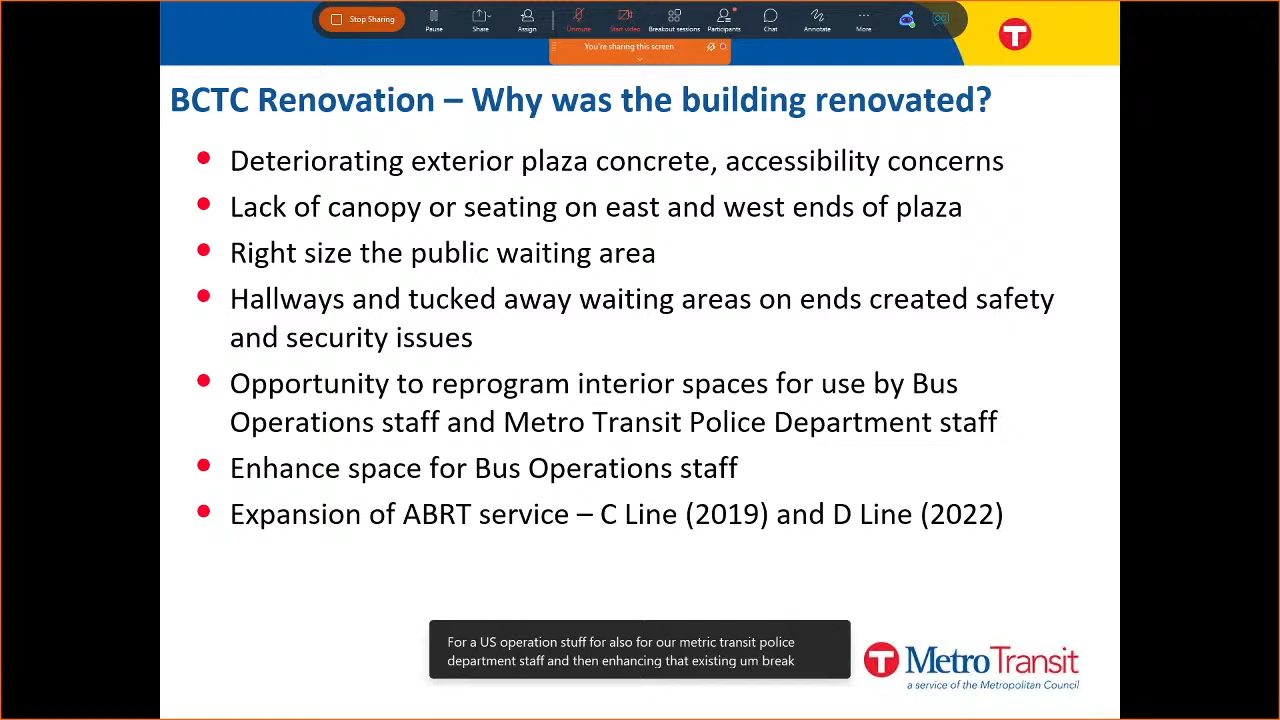 Stop Sharing
Pause
Share
Assign
Unmute
Start video
Breakout sessions
Participants
Chat
Annotate
More
You're sharing this screen
T
BCTC Renovation – Why was the building renovated?
Deteriorating exterior plaza concrete, accessibility concerns
Lack of canopy or seating on east and west ends of plaza
Right size the public waiting area
Hallways and tucked away waiting areas on ends created safety
and security issues
Opportunity to reprogram interior spaces for use by Bus
Operations staff and Metro Transit Police Department staff
Enhance space for Bus Operations staff
Expansion of ABRT service – C Line (2019) and D Line (2022)
For a US operation stuff for also for our metric transit police
department staff and then enhancing that existing um break
T MetroTransit
a service of the Metropolitan Council